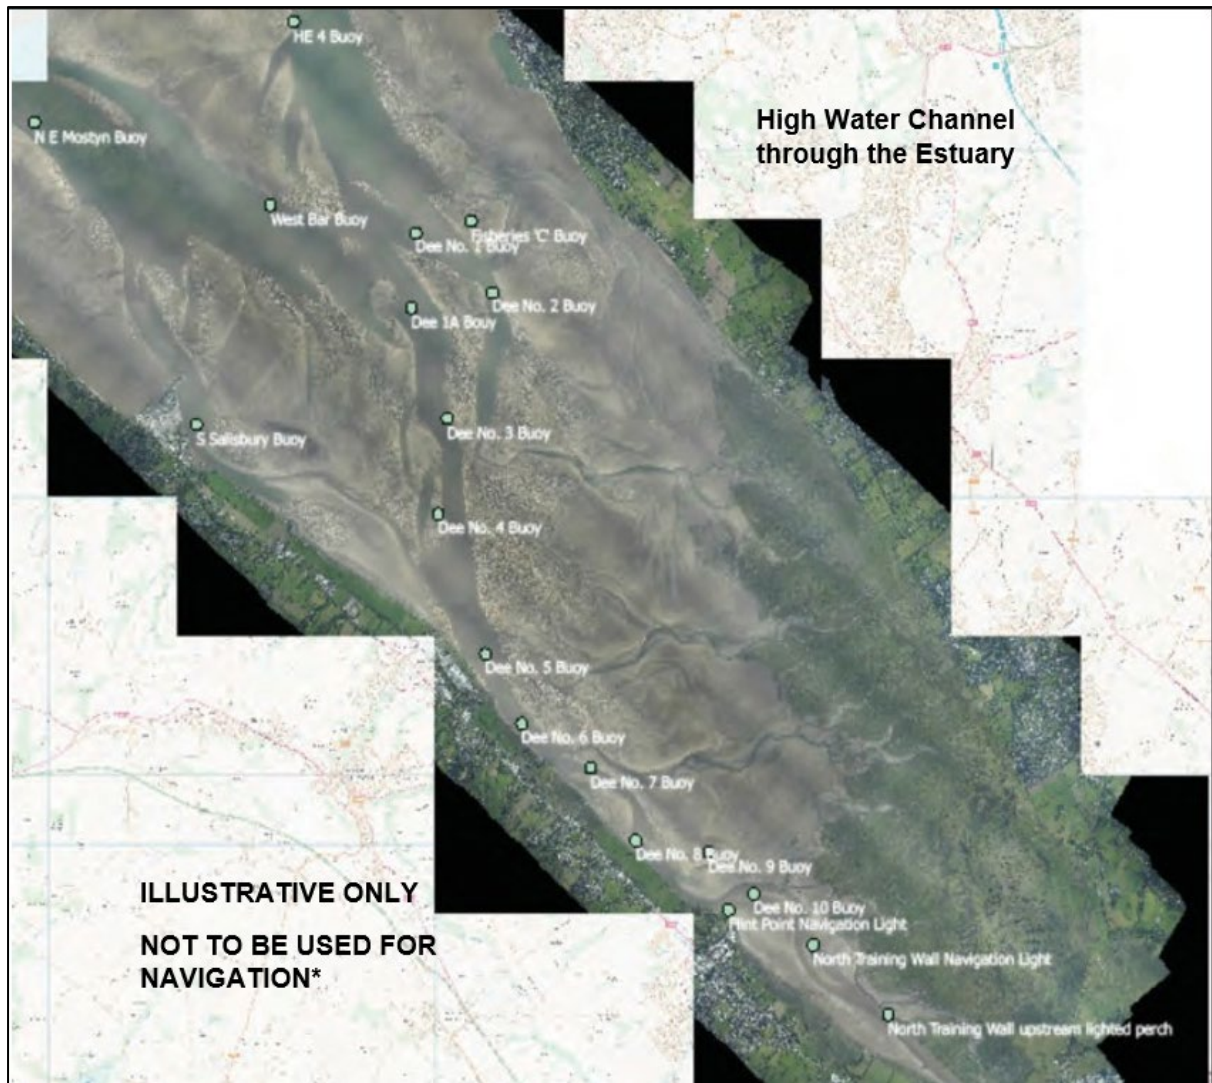 HE 4 Buoy
High Water Channel
through the Estuary
N E Mostyn Buoy
West Bar Buoy
Fisheries 'C' Buoy
Dee No. 1 Buoy
Dee No. 2 Buoy
Dee 1A Bouy
Dee No. 3 Buoy
S Salisbury Buoy
Dee No. 4 Buoy
Dee No. 5 Buoy
Dee No. 6 Buoy
Dee No. 7 Buoy
Dee No. 8 Buoy
Dee No. 9 Buoy
Dee No. 10 Buoy
Flint Point Navigation Light
North Training Wall Navigation Light
North Training Wall upstream lighted perch
ILLUSTRATIVE ONLY
NOT TO BE USED FOR
NAVIGATION*